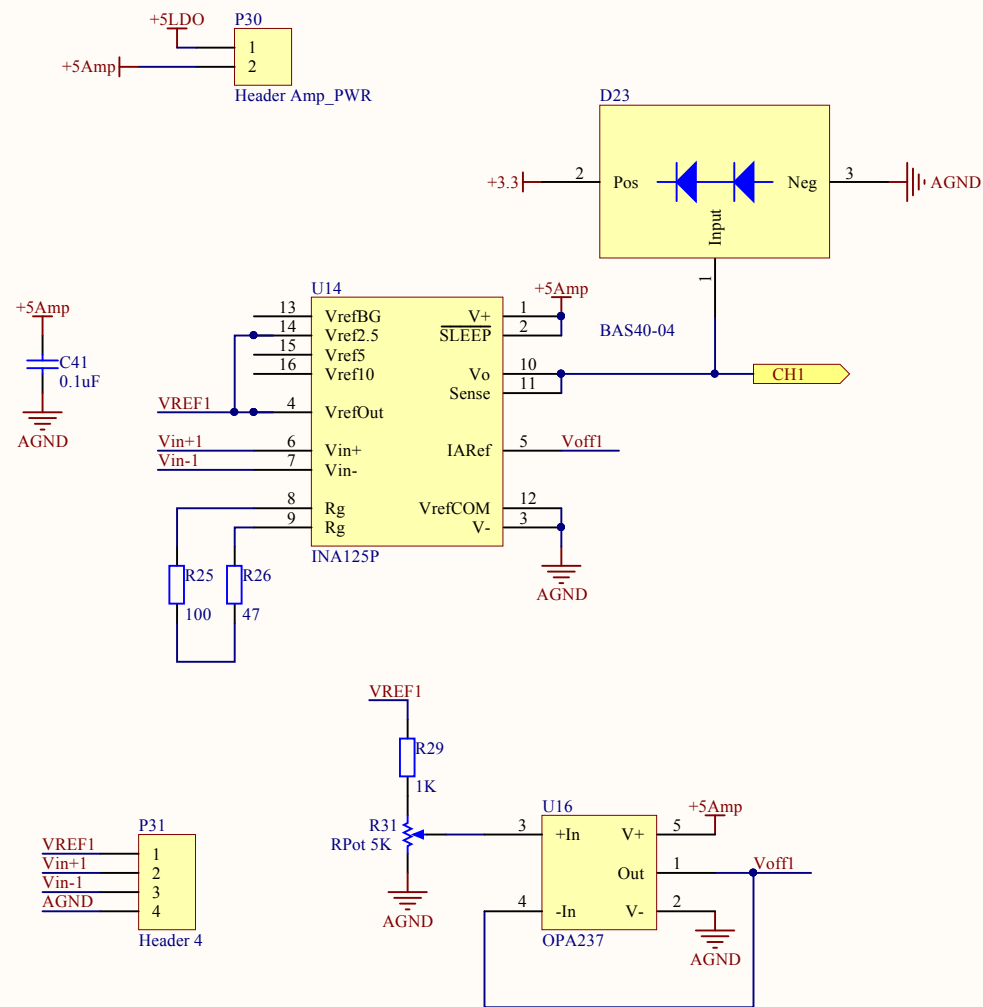 +5LDO
P30
1
+5Amp
2
Header Amp_PWR
D23
+3.3
2
Pos
Neg
3
AGND
Input
1
BAS40-04
+5Amp
C41
0.1uF
AGND
U14
+5Amp
13
VrefBG
V+
1
14
Vref2.5
SLEEP
2
15
Vref5
16
Vref10
Vo
10
Sense
11
CH1
VREF1
4
VrefOut
Vin+1
6
Vin+
IARef
5
Voff1
Vin-1
7
Vin-
8
Rg
VrefCOM
12
9
Rg
V-
3
INA125P
AGND
R25
100
R26
47
VREF1
R29
1K
R31
RPot 5K
AGND
U16
+5Amp
3
+In
V+
5
Out
1
Voff1
4
-In
V-
2
OPA237
AGND
P31
VREF1
1
Vin+1
2
Vin-1
3
AGND
4
Header 4